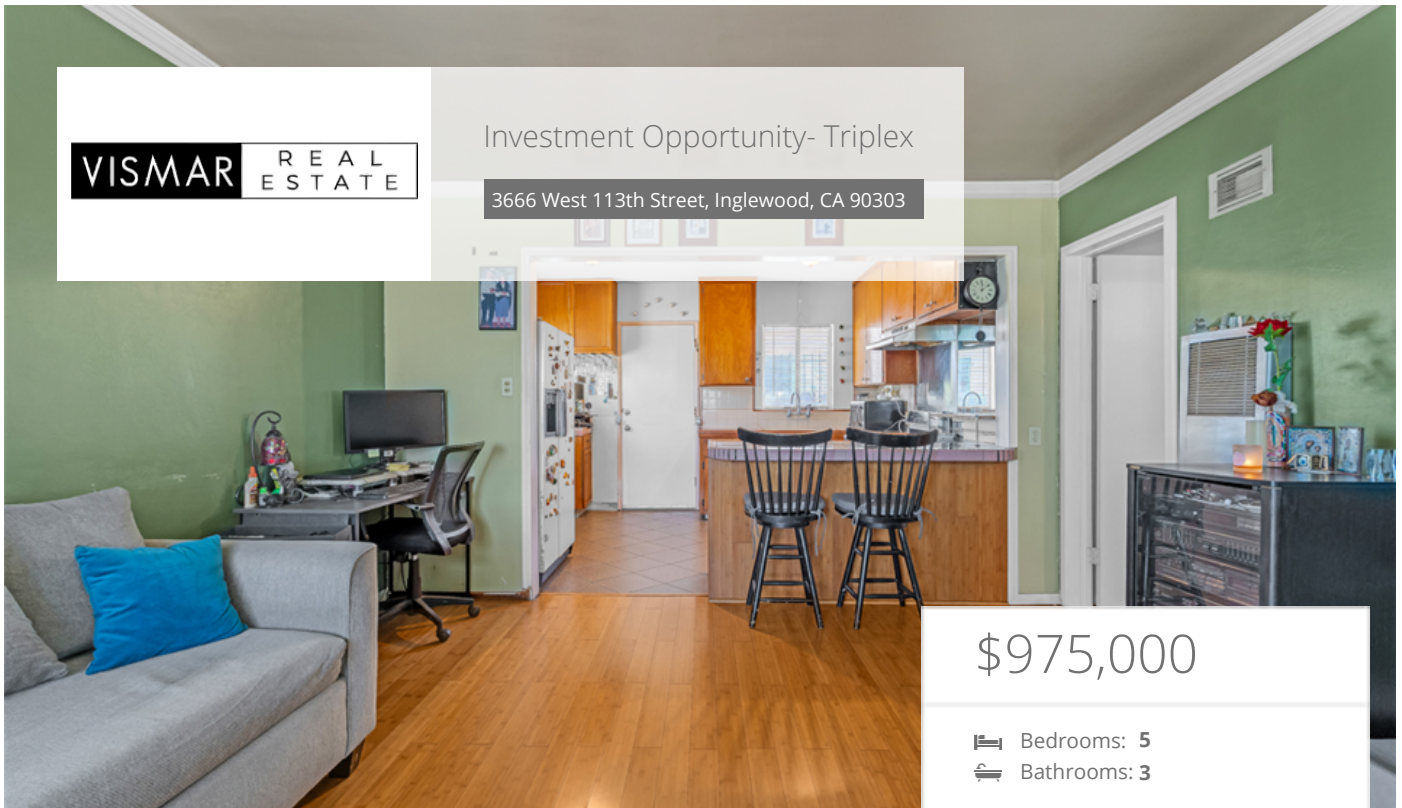 VISMAR
REAL
ESTATE
Investment Opportunity- Triplex
3666 West 113th Street, Inglewood, CA 90303
$975,000
Bedrooms: 5
Bathrooms: 3